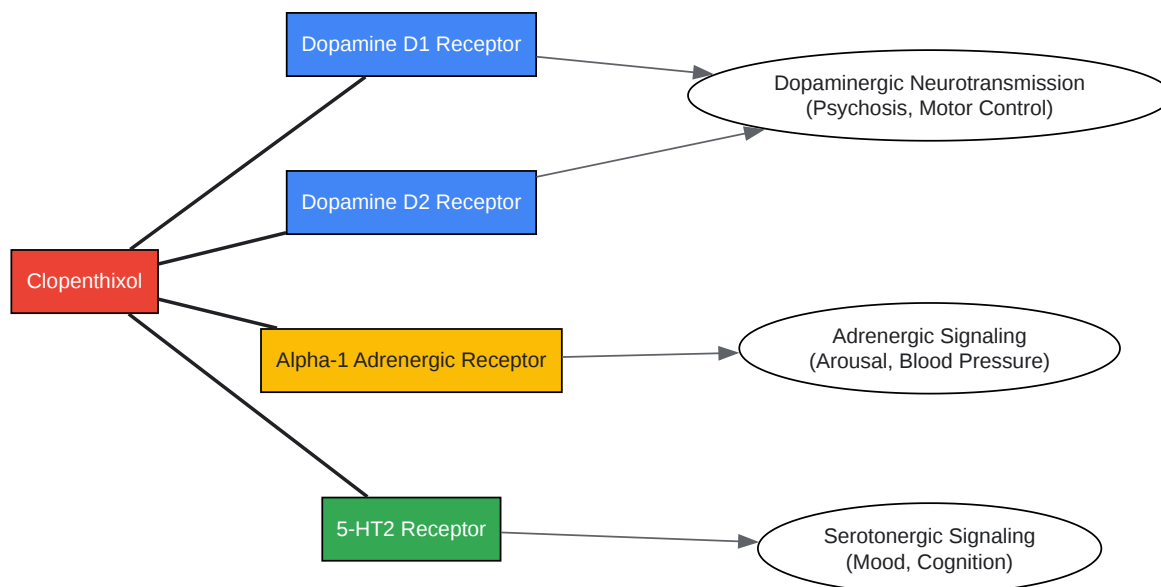 Dopamine D1 Receptor
Dopaminergic Neurotransmission
(Psychosis, Motor Control)
Dopamine D2 Receptor
Clopenthixol
Alpha-1 Adrenergic Receptor
Adrenergic Signaling
(Arousal, Blood Pressure)
5-HT2 Receptor
Serotonergic Signaling
(Mood, Cognition)